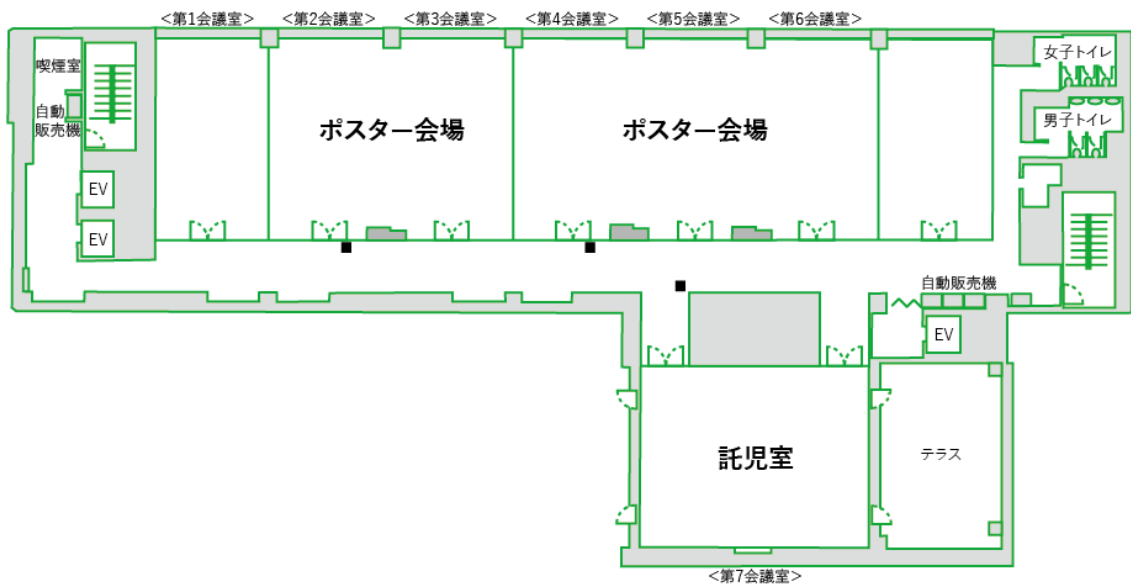 <第1会議室>
<第2会議室>
<第3会議室>
<第4会議室>
<第5会議室>
<第6会議室>
喫煙室
自動
販売機
EV
EV
ポスター会場
ポスター会場
女子トイレ
男子トイレ
自動販売機
EV
託児室
テラス
<第7会議室>